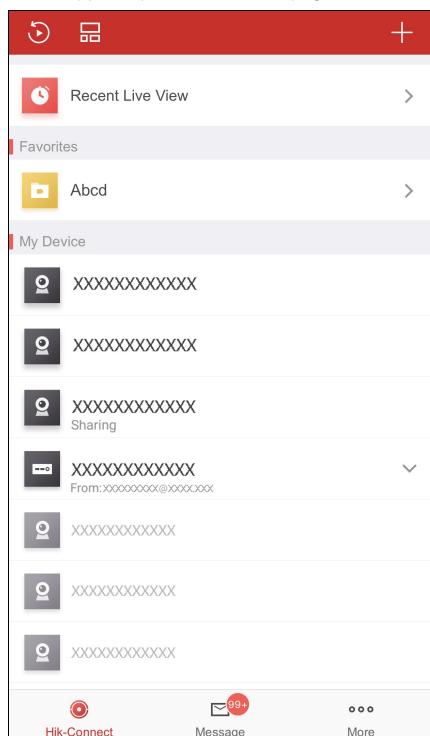 Recent Live View
Favorites
Abcd
My Device
XXXXXXXXXXXX
XXXXXXXXXXXX
XXXXXXXXXXXX
Sharing
XXXXXXXXXXXX
From:xxxxxxxxx@xxxx.xxx
XXXXXXXXXXXX
XXXXXXXXXXXX
XXXXXXXXXXXX
99+
Hik-Connect Message More